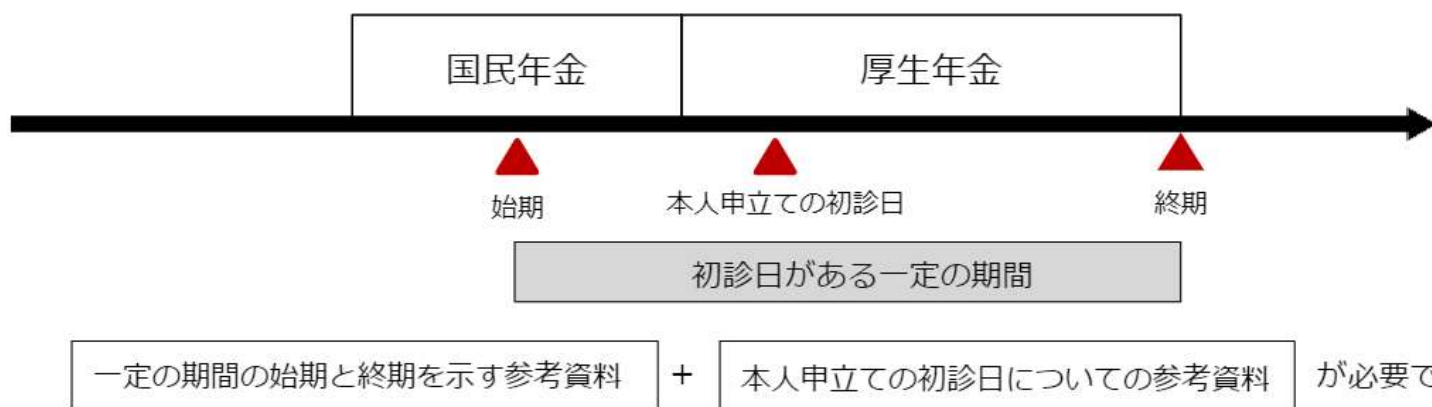 国民年金 厚生年金
始期 本人申立ての初診日 終期
初診日がある一定の期間
一定の期間の始期と終期を示す参考資料 + 本人申立ての初診日についての参考資料 が必要で